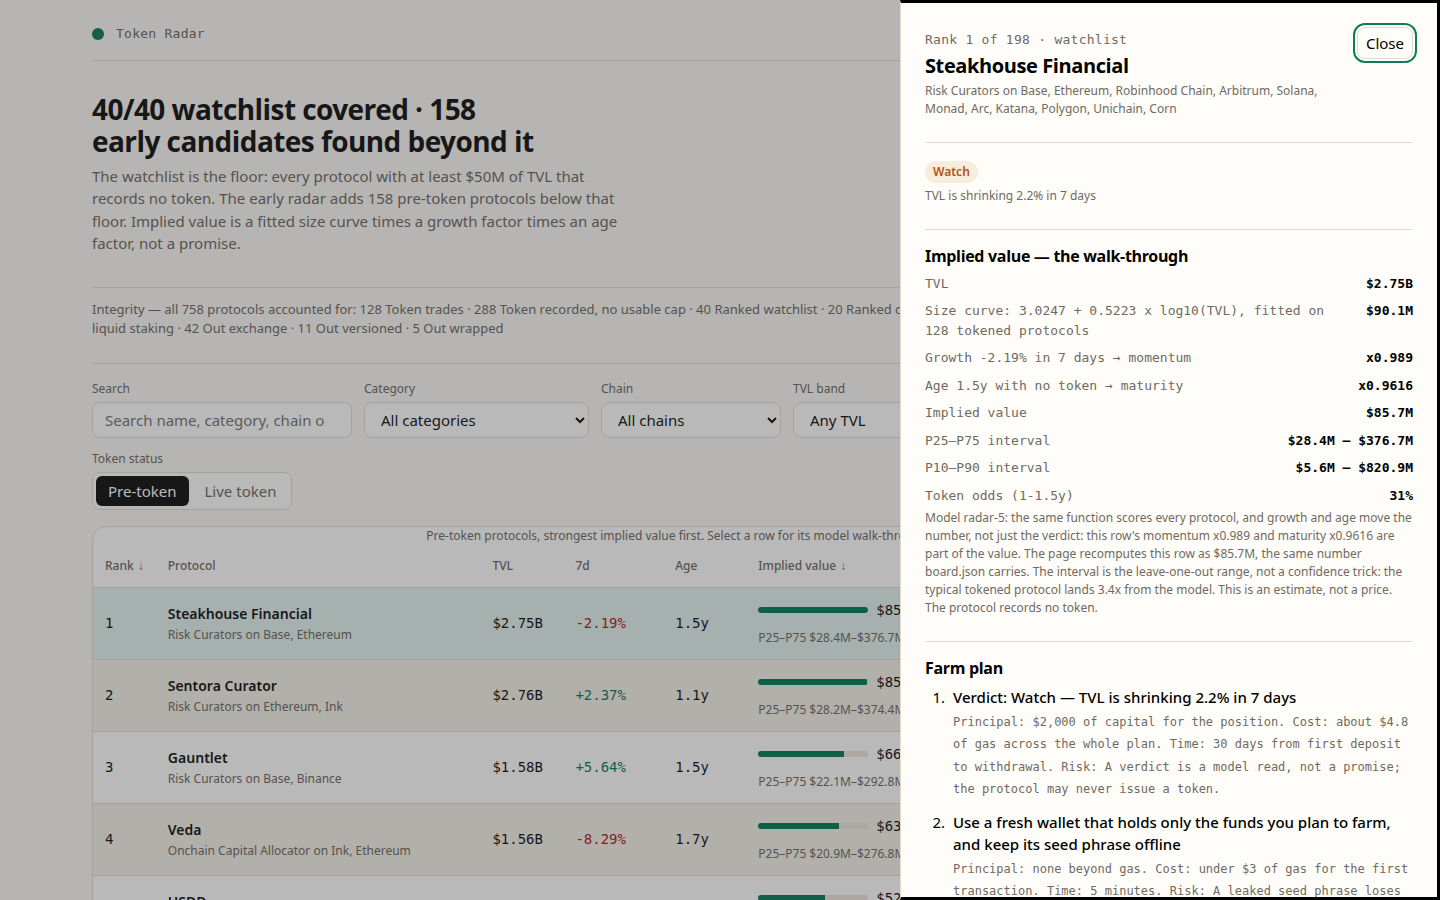 Token Radar
40/40 watchlist covered · 158
early candidates found beyond it
The watchlist is the floor: every protocol with at least $50M of TVL that
records no token. The early radar adds 158 pre-token protocols below that
floor. Implied value is a fitted size curve times a growth factor times an age
factor, not a promise.
Integrity — all 758 protocols accounted for: 128 Token trades · 288 Token recorded, no usable cap · 40 Ranked watchlist · 20 Ranked
liquid staking · 42 Out exchange · 11 Out versioned · 5 Out wrapped
Search Category Chain TVL band
Search name, category, chain o All categories All chains Any TVL
Token status
Pre-token Live token
Pre-token protocols, strongest implied value first. Select a row for its model
Rank ↓ Protocol TVL 7d Age Implied value ↓
1 Steakhouse Financial $2.75B -2.19% 1.5y $85
Risk Curators on Base, Ethereum P25–P75 $28.4M–$376.7M
2 Sentora Curator $2.76B +2.37% 1.1y $85
Risk Curators on Ethereum, Ink P25–P75 $28.2M–$374.4M
3 Gauntlet $1.58B +5.64% 1.5y $66
Risk Curators on Base, Binance P25–P75 $22.1M–$292.8M
4 Veda $1.56B -8.29% 1.7y $63
Onchain Capital Allocator on Ink, Ethereum P25–P75 $20.9M–$276.8M
$52
Rank 1 of 198 · watchlist
Close
Steakhouse Financial
Risk Curators on Base, Ethereum, Robinhood Chain, Arbitrum, Solana,
Monad, Arc, Katana, Polygon, Unichain, Corn
Watch
TVL is shrinking 2.2% in 7 days
Implied value — the walk-through
TVL $2.75B
Size curve: 3.0247 + 0.5223 x log10(TVL), fitted on $90.1M
128 tokened protocols
Growth -2.19% in 7 days → momentum x0.989
Age 1.5y with no token → maturity x0.9616
Implied value $85.7M
P25–P75 interval $28.4M – $376.7M
P10–P90 interval $5.6M – $820.9M
Token odds (1-1.5y) 31%
Model radar-5: the same function scores every protocol, and growth and age move the
number, not just the verdict: this row's momentum x0.989 and maturity x0.9616 are
part of the value. The page recomputes this row as $85.7M, the same number
board.json carries. The interval is the leave-one-out range, not a confidence trick: the
typical tokened protocol lands 3.4x from the model. This is an estimate, not a price.
The protocol records no token.
Farm plan
1. Verdict: Watch — TVL is shrinking 2.2% in 7 days
Principal: $2,000 of capital for the position. Cost: about $4.8
of gas across the whole plan. Time: 30 days from first deposit
to withdrawal. Risk: A verdict is a model read, not a promise;
the protocol may never issue a token.
2. Use a fresh wallet that holds only the funds you plan to farm,
and keep its seed phrase offline
Principal: none beyond gas. Cost: under $3 of gas for the first
transaction. Time: 5 minutes. Risk: A leaked seed phrase loses